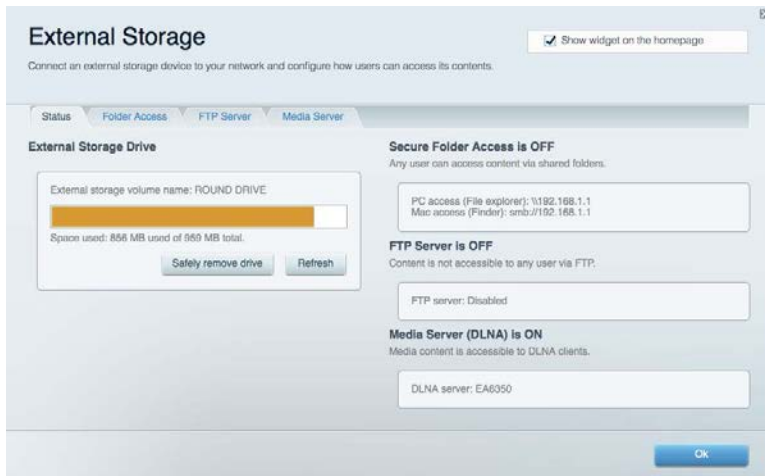 External Storage
Show widget on the homepage
Connect an external storage device to your network and configure how users can access its contents.
Status
Folder Access
FTP Server
Media Server
External Storage Drive
External storage volume name: ROUND DRIVE
Space used: 856 MB used of 959 MB total.
Safely remove drive
Refresh
Secure Folder Access is OFF
Any user can access content via shared folders.
PC access (File explorer): \\192.168.1.1
Mac access (Finder): smb://192.168.1.1
FTP Server is OFF
Content is not accessible to any user via FTP.
FTP server: Disabled
Media Server (DLNA) is ON
Media content is accessible to DLNA clients.
DLNA server: EA6350
Ok